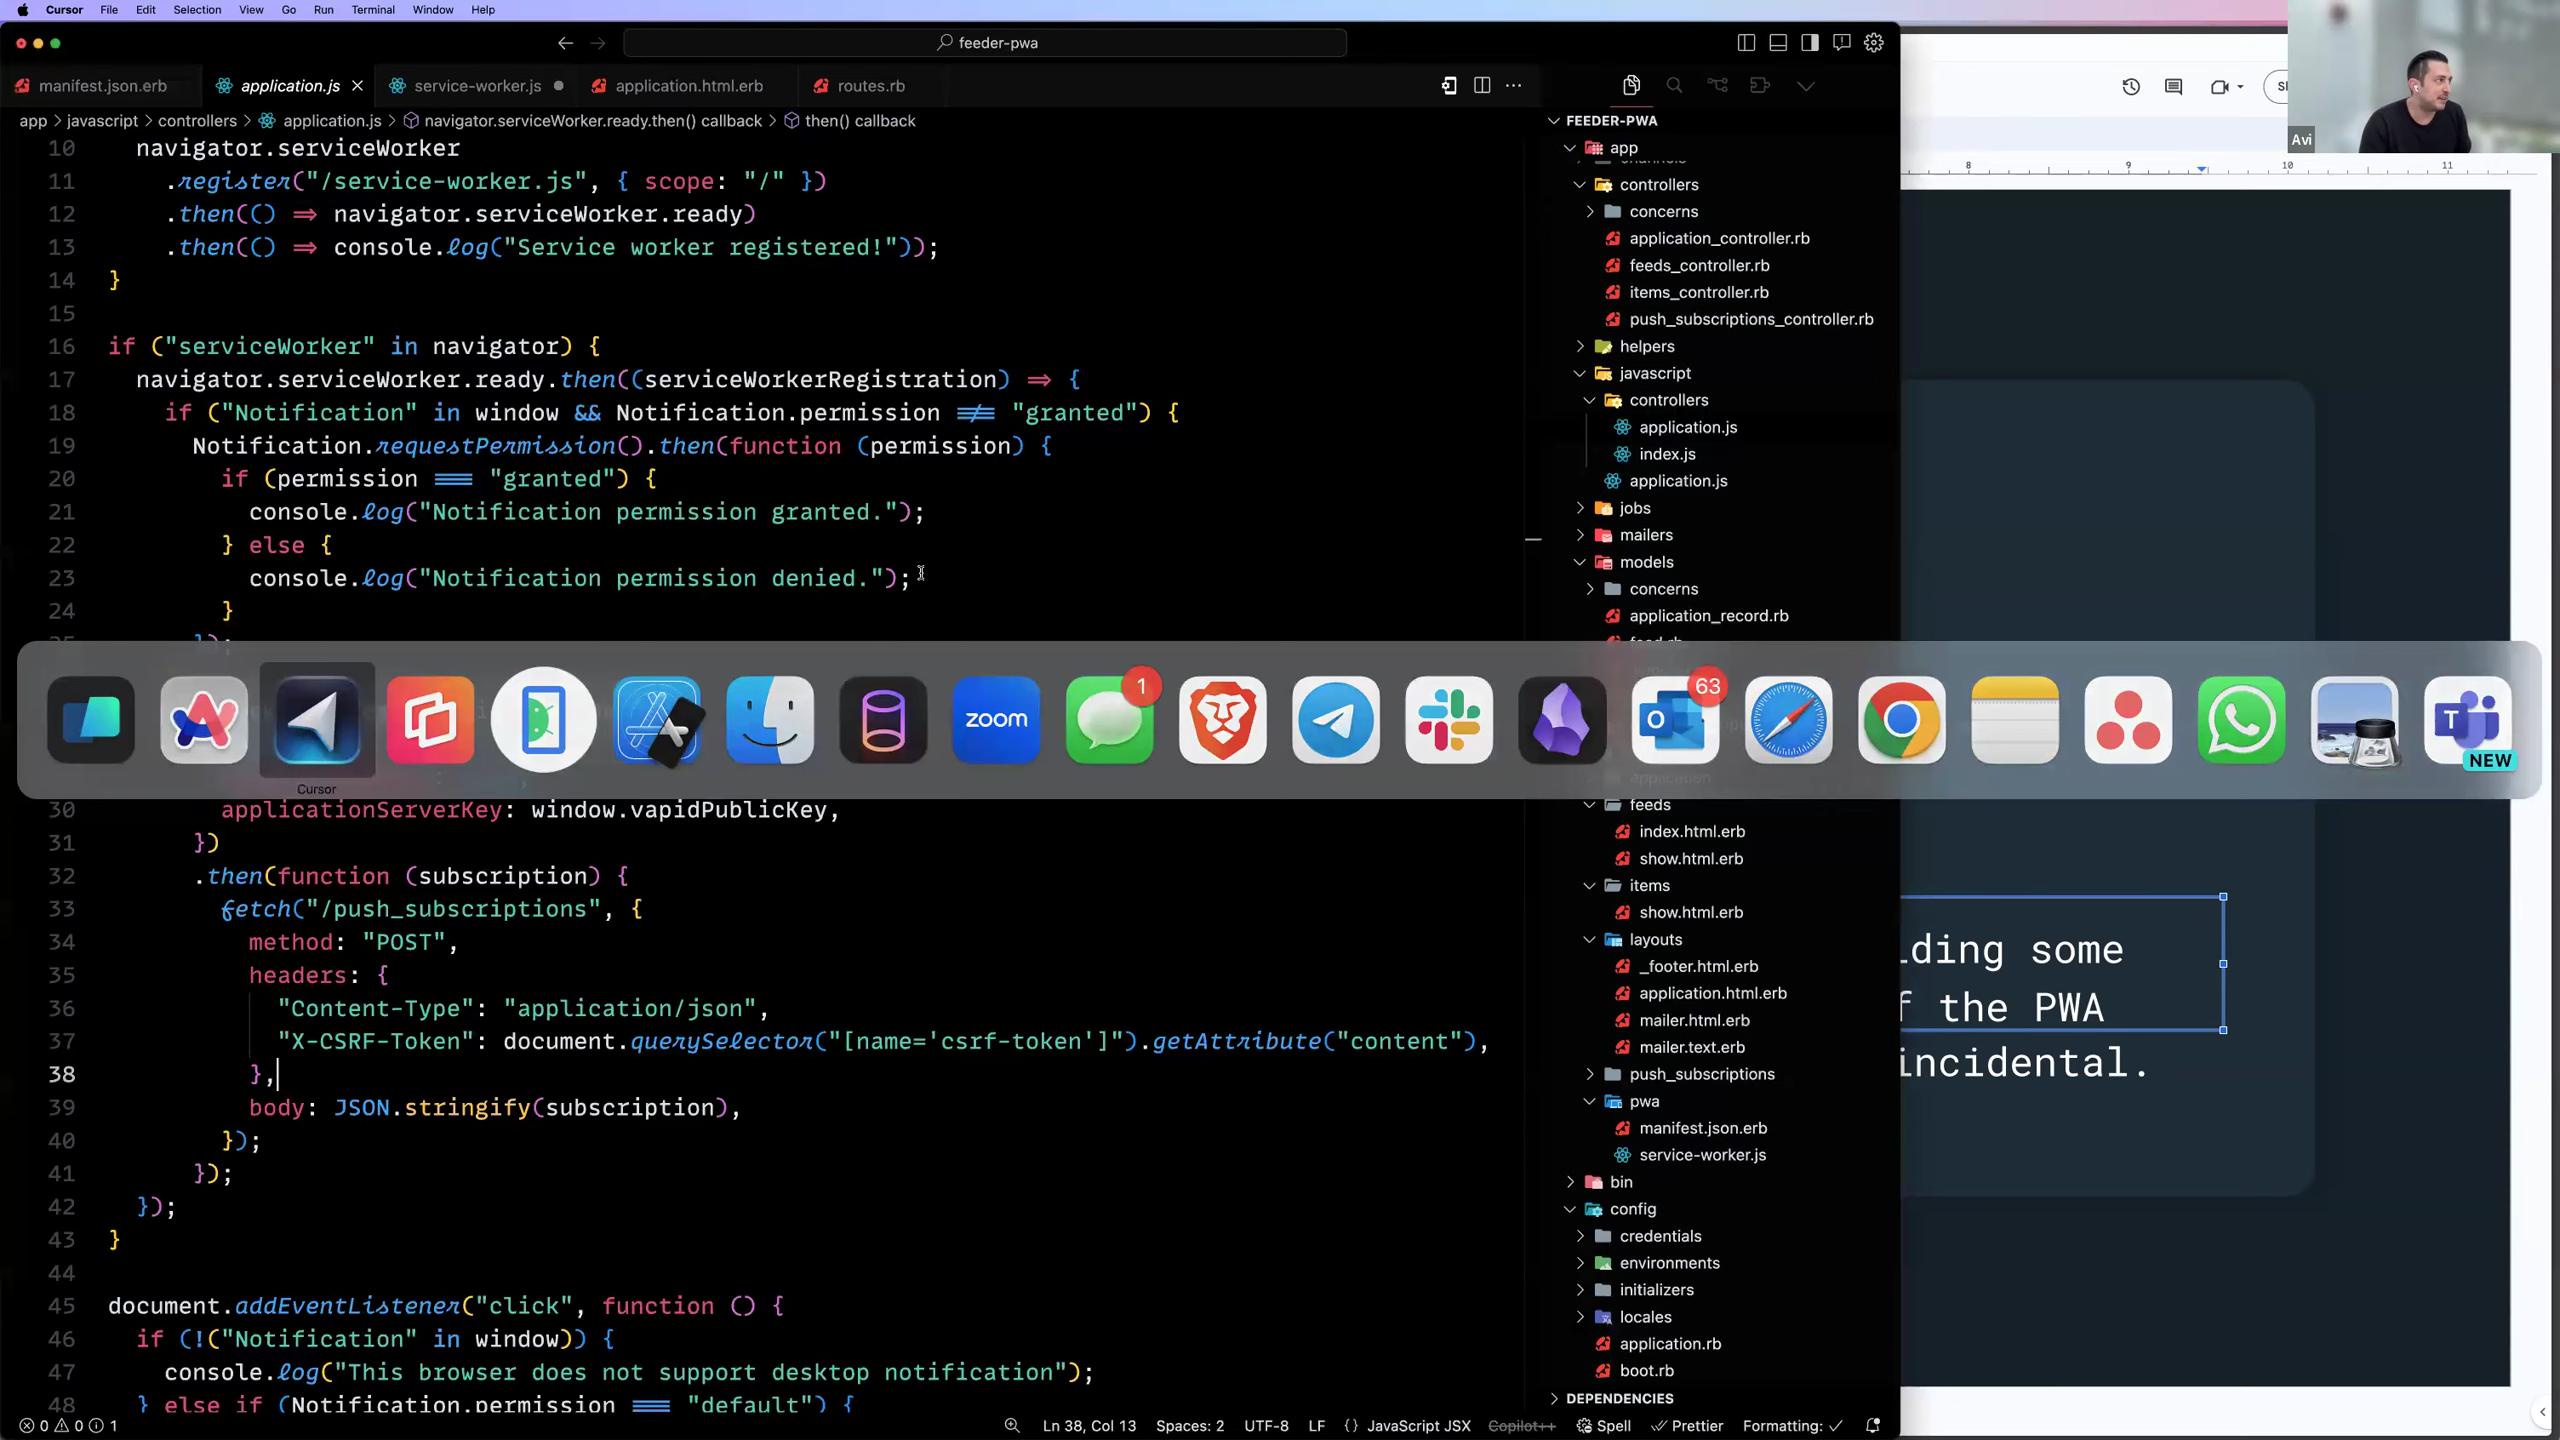 Cursor File Edit Selection View Go Run Terminal Window Help
feeder-pwa
manifest.json.erb application.js service-worker.js application.html.erb routes.rb
app > javascript > controllers > application.js > navigator.serviceWorker.ready.then() callback > then() callback
10 navigator.serviceWorker
11 .register("/service-worker.js", { scope: "/" })
12 .then(() => navigator.serviceWorker.ready)
13 .then(() => console.log("Service worker registered!"));
14 }
15
16 if ("serviceWorker" in navigator) {
17 navigator.serviceWorker.ready.then((serviceWorkerRegistration) => {
18 if ("Notification" in window && Notification.permission !== "granted") {
19 Notification.requestPermission().then(function (permission) {
20 if (permission === "granted") {
21 console.log("Notification permission granted.");
22 } else {
23 console.log("Notification permission denied.");
24 }
zoom
1
63
NEW
Cursor
30 applicationServerKey: window.vapidPublicKey,
31 })
32 .then(function (subscription) {
33 fetch("/push_subscriptions", {
34 method: "POST",
35 headers: {
36 "Content-Type": "application/json",
37 "X-CSRF-Token": document.querySelector("[name='csrf-token']").getAttribute("content"),
38 },
39 body: JSON.stringify(subscription),
40 });
41 });
42 });
43 }
44
45 document.addEventListener("click", function () {
46 if (!("Notification" in window)) {
47 console.log("This browser does not support desktop notification");
48 } else if (Notification.permission === "default") {
0 0 1
Ln 38, Col 13 Spaces: 2 UTF-8 LF {} JavaScript JSX Copilot++ Spell Prettier Formatting: ✓
FEEDER-PWA
app
controllers
concerns
application_controller.rb
feeds_controller.rb
items_controller.rb
push_subscriptions_controller.rb
helpers
javascript
controllers
application.js
index.js
application.js
jobs
mailers
models
concerns
application_record.rb
feed.rb
application
feeds
index.html.erb
show.html.erb
items
show.html.erb
layouts
_footer.html.erb
application.html.erb
mailer.html.erb
mailer.text.erb
push_subscriptions
pwa
manifest.json.erb
service-worker.js
bin
config
credentials
environments
initializers
locales
application.rb
boot.rb
DEPENDENCIES
Avi
8 9 10 11
ding some
f the PWA
incidental.